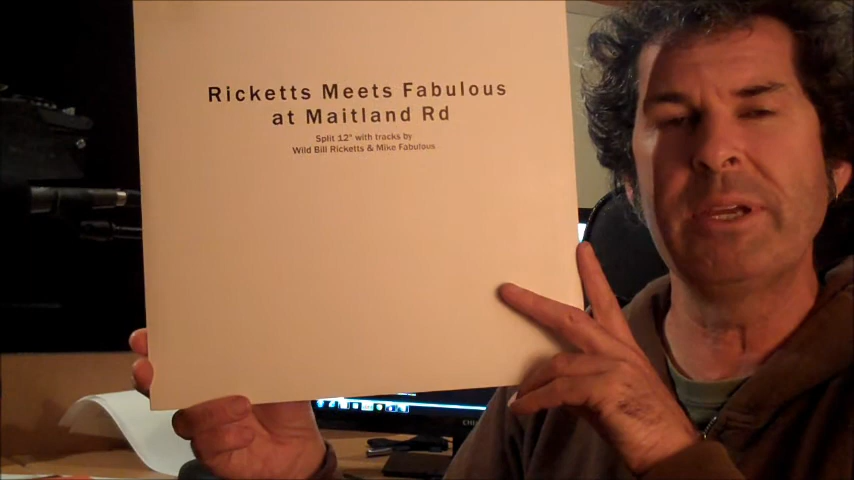 Ricketts Meets Fabulous
at Maitland Rd
Split 12" with tracks by
Wild Bill Ricketts & Mike Fabulous